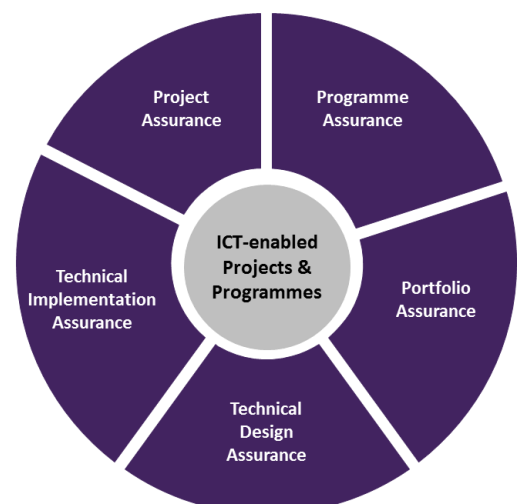 Project
Assurance
Programme
Assurance
ICT-enabled
Projects &
Programmes
Technical
Implementation
Assurance
Portfolio
Assurance
Technical
Design
Assurance